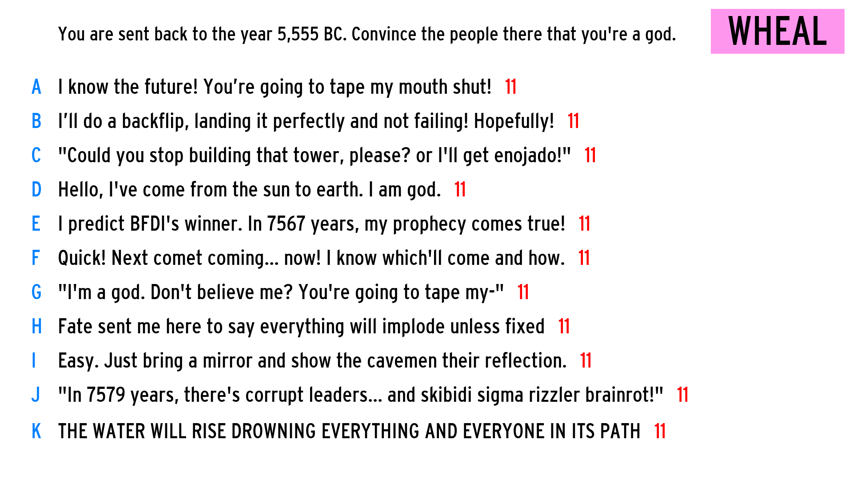 You are sent back to the year 5,555 BC. Convince the people there that you're a god.
WHEAL
A I know the future! You’re going to tape my mouth shut! 11
B I’ll do a backflip, landing it perfectly and not failing! Hopefully! 11
C "Could you stop building that tower, please? or I'll get enojado!" 11
D Hello, I've come from the sun to earth. I am god. 11
E I predict BFDI's winner. In 7567 years, my prophecy comes true! 11
F Quick! Next comet coming... now! I know which'll come and how. 11
G "I'm a god. Don't believe me? You're going to tape my-" 11
H Fate sent me here to say everything will implode unless fixed 11
I Easy. Just bring a mirror and show the cavemen their reflection. 11
J "In 7579 years, there's corrupt leaders... and skibidi sigma rizzler brainrot!" 11
K THE WATER WILL RISE DROWNING EVERYTHING AND EVERYONE IN ITS PATH 11